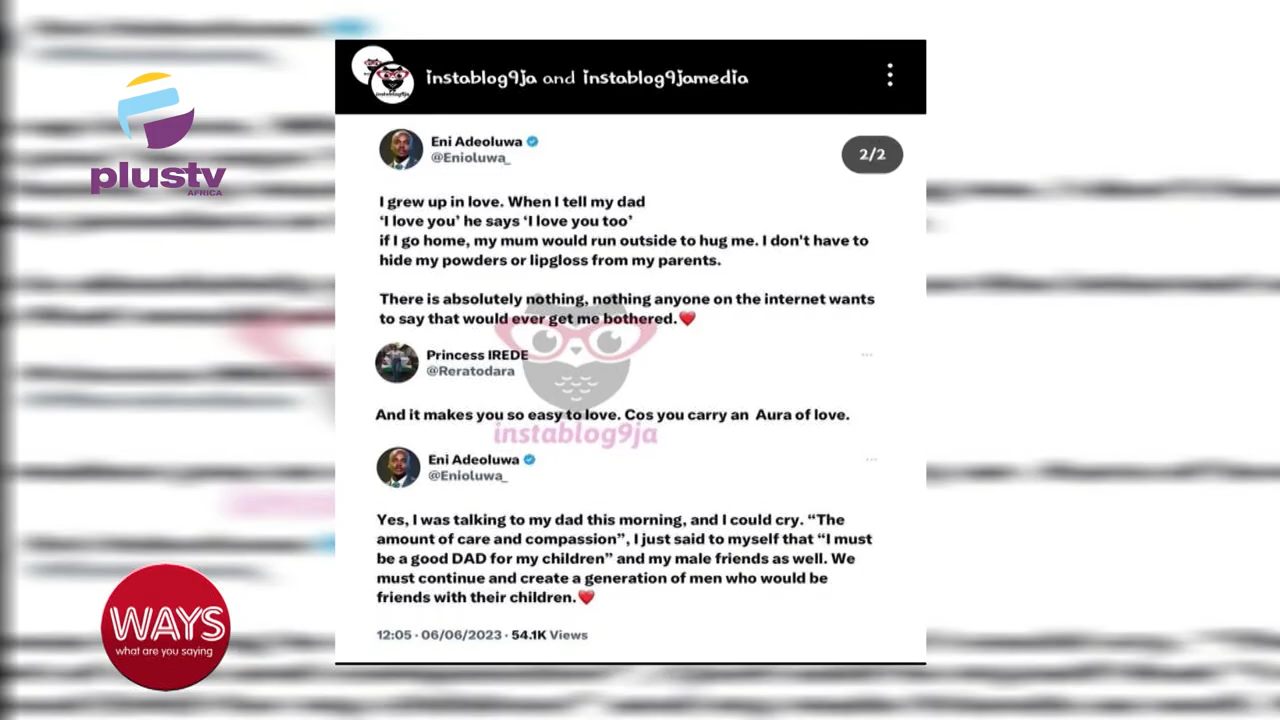 instablog9ja and instablog9jamedia
plustv
AFRICA
Eni Adeoluwa
@Enioluwa_
2/2
I grew up in love. When I tell my dad
‘I love you’ he says ‘I love you too’
if I go home, my mum would run outside to hug me. I don't have to
hide my powders or lipgloss from my parents.
There is absolutely nothing, nothing anyone on the internet wants
to say that would ever get me bothered.❤️
Princess IREDE
@Reratodara
And it makes you so easy to love. Cos you carry an Aura of love.
instablog9ja
Eni Adeoluwa
@Enioluwa_
Yes, I was talking to my dad this morning, and I could cry. “The
amount of care and compassion”, I just said to myself that “I must
be a good DAD for my children” and my male friends as well. We
must continue and create a generation of men who would be
friends with their children.❤️
12:05 · 06/06/2023 · 54.1K Views
WAYS
what are you saying